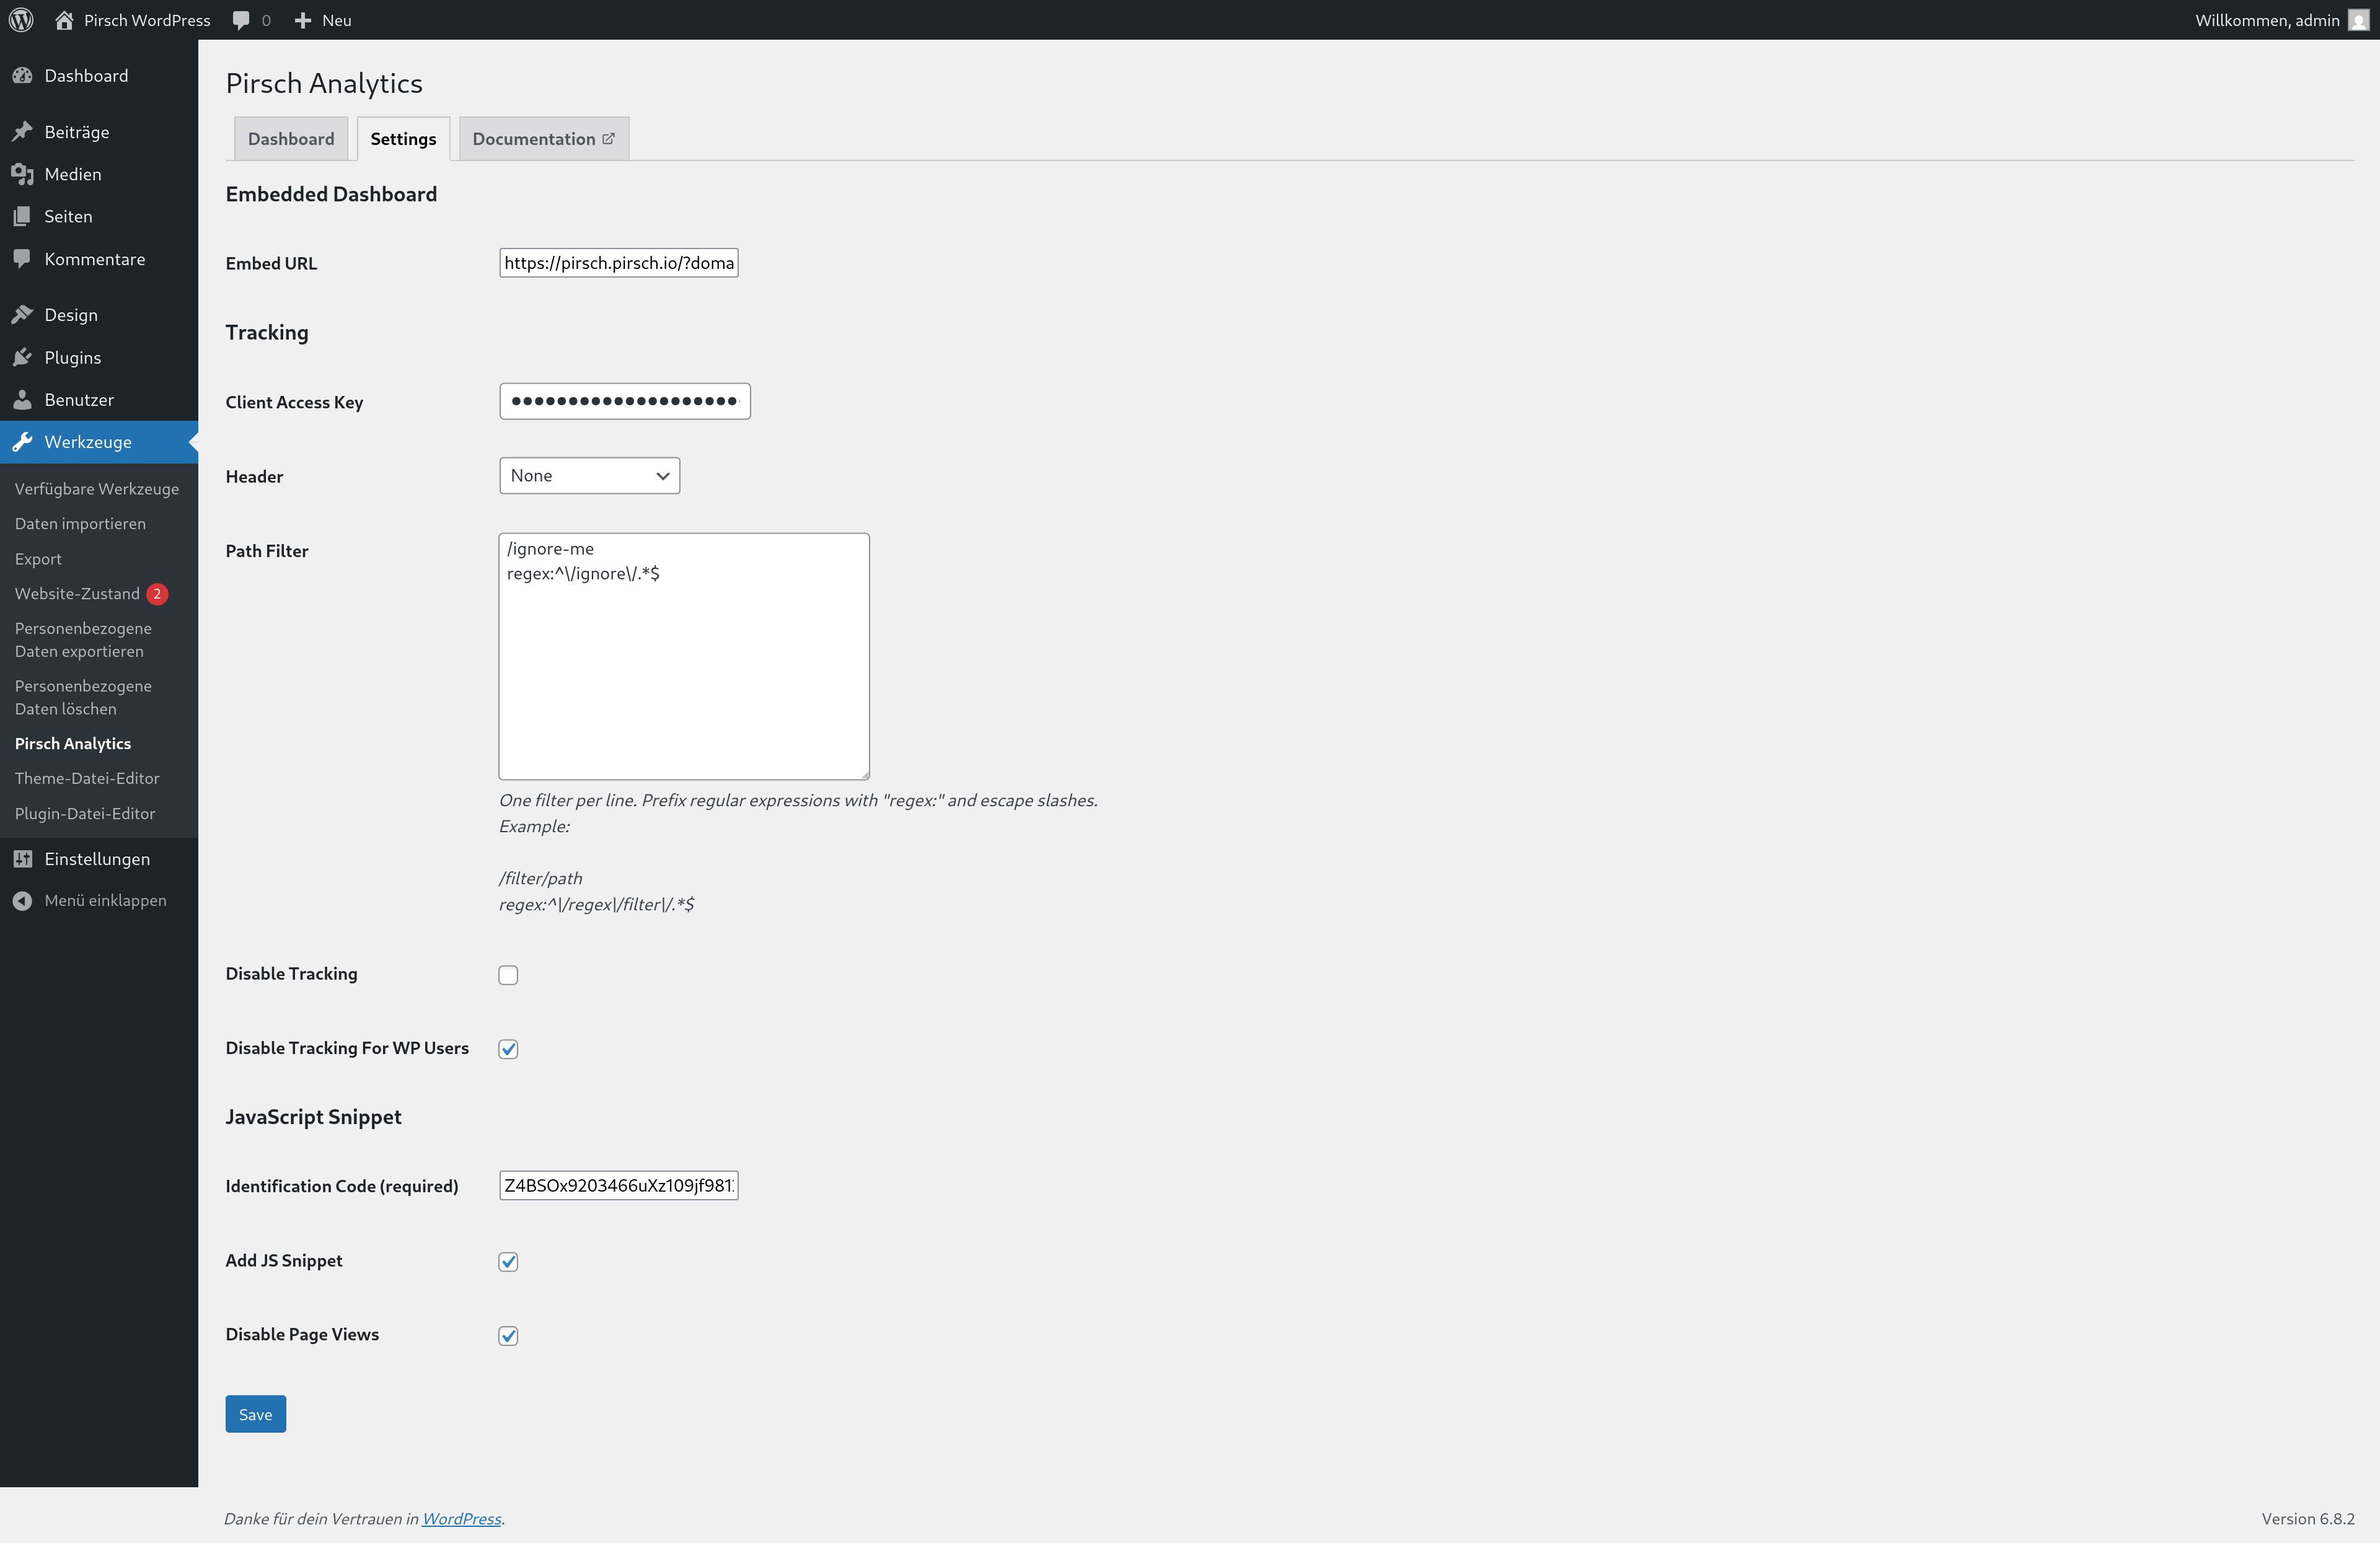 Pirsch WordPress 0 Neu Willkommen, admin
Dashboard
Beiträge
Medien
Seiten
Kommentare
Design
Plugins
Benutzer
Werkzeuge
Verfügbare Werkzeuge
Daten importieren
Export
Website-Zustand 2
Personenbezogene
Daten exportieren
Personenbezogene
Daten löschen
Pirsch Analytics
Theme-Datei-Editor
Plugin-Datei-Editor
Einstellungen
Menü einklappen
Pirsch Analytics
Dashboard Settings Documentation
Embedded Dashboard
Embed URL https://pirsch.pirsch.io/?doma
Tracking
Client Access Key ••••••••••••••••••••
Header None
Path Filter /ignore-me
regex:^\/ignore\/.*$
One filter per line. Prefix regular expressions with "regex:" and escape slashes.
Example:
/filter/path
regex:^\/regex\/filter\/.*$
Disable Tracking
Disable Tracking For WP Users
JavaScript Snippet
Identification Code (required) Z4BSOx9203466uXz109jf981
Add JS Snippet
Disable Page Views
Save
Danke für dein Vertrauen in WordPress.
Version 6.8.2